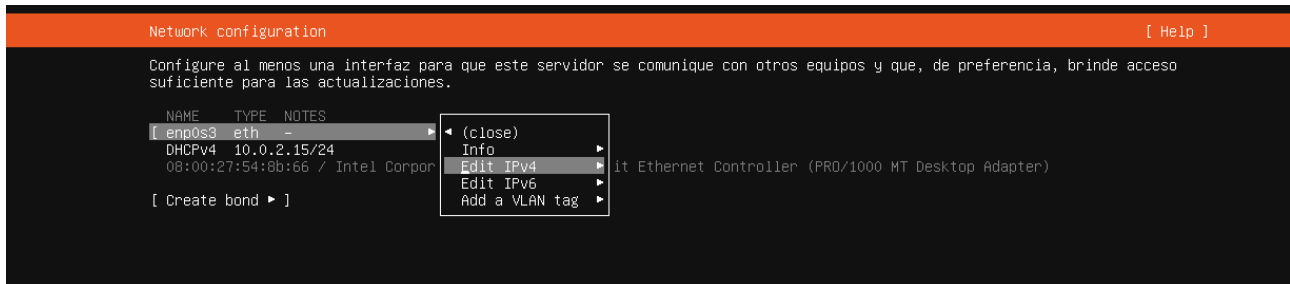 Network configuration [ Help ]
Configure al menos una interfaz para que este servidor se comunique con otros equipos y que, de preferencia, brinde acceso
suficiente para las actualizaciones.
NAME TYPE NOTES
[ enp0s3 eth - ▸ ◂ (close)
DHCPv4 10.0.2.15/24 Info ▸
08:00:27:54:8b:66 / Intel Corpor Edit IPv4 ▸ it Ethernet Controller (PRO/1000 MT Desktop Adapter)
Edit IPv6 ▸
[ Create bond ▸ ] Add a VLAN tag ▸